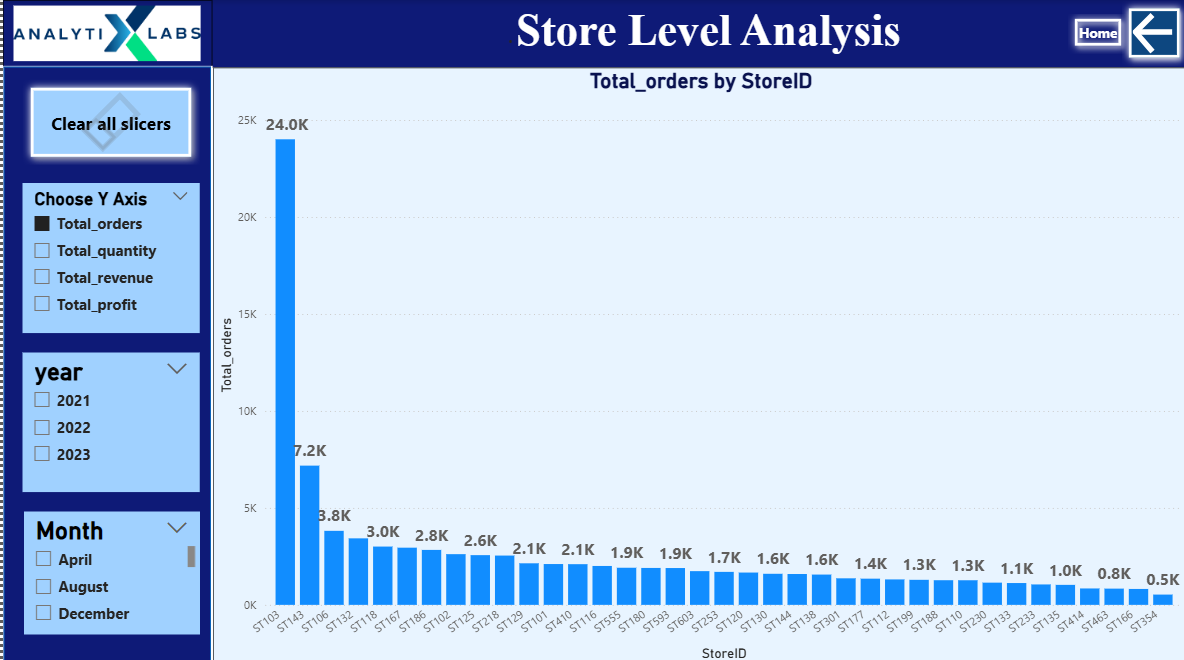 ANALYTIXLABS
Store Level Analysis
Home
Clear all slicers
Choose Y Axis
Total_orders
Total_quantity
Total_revenue
Total_profit
year
2021
2022
2023
Month
April
August
December
Total_orders by StoreID
Total_orders
25K
20K
15K
10K
5K
0K
24.0K
7.2K
3.8K
3.0K
2.8K
2.6K
2.1K
2.1K
1.9K
1.9K
1.7K
1.6K
1.6K
1.4K
1.3K
1.3K
1.1K
1.0K
0.8K
0.5K
ST103
ST143
ST106
ST132
ST118
ST167
ST186
ST102
ST125
ST218
ST129
ST101
ST410
ST116
ST555
ST180
ST593
ST603
ST253
ST120
ST130
ST144
ST138
ST301
ST177
ST112
ST199
ST188
ST110
ST230
ST133
ST233
ST135
ST414
ST463
ST166
ST354
StoreID